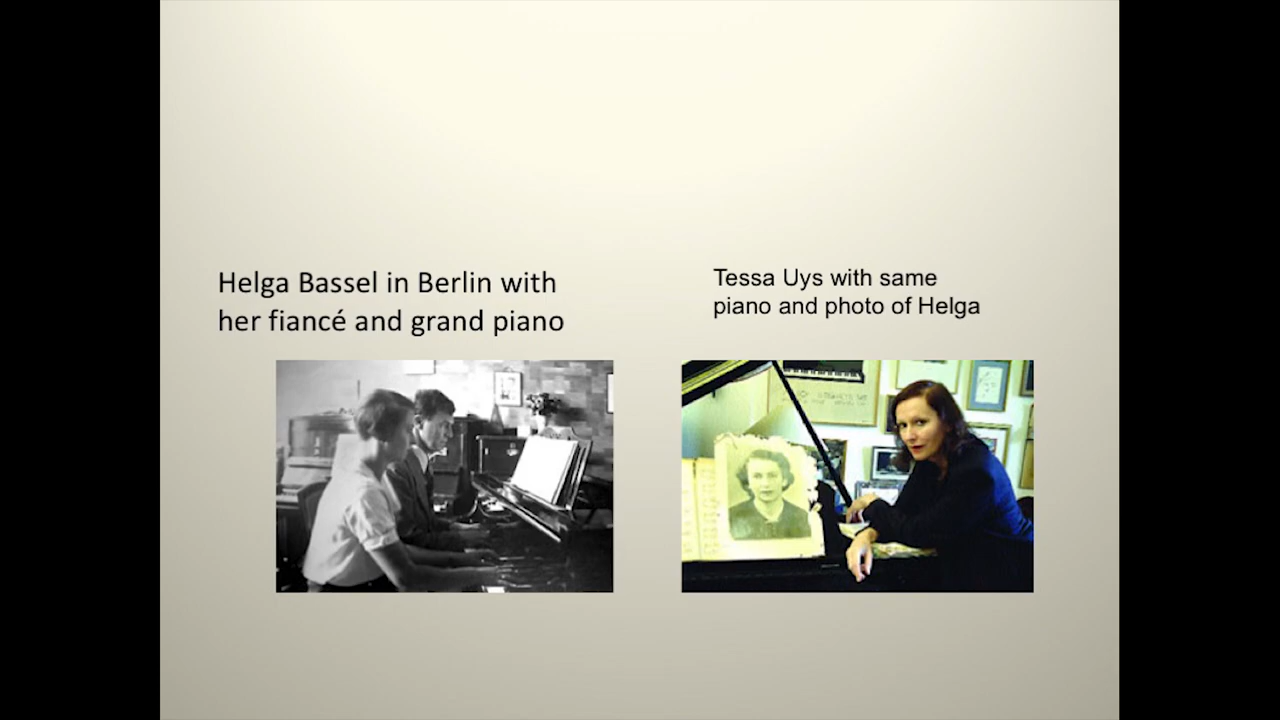 Helga Bassel in Berlin with
her fiancé and grand piano
Tessa Uys with same
piano and photo of Helga